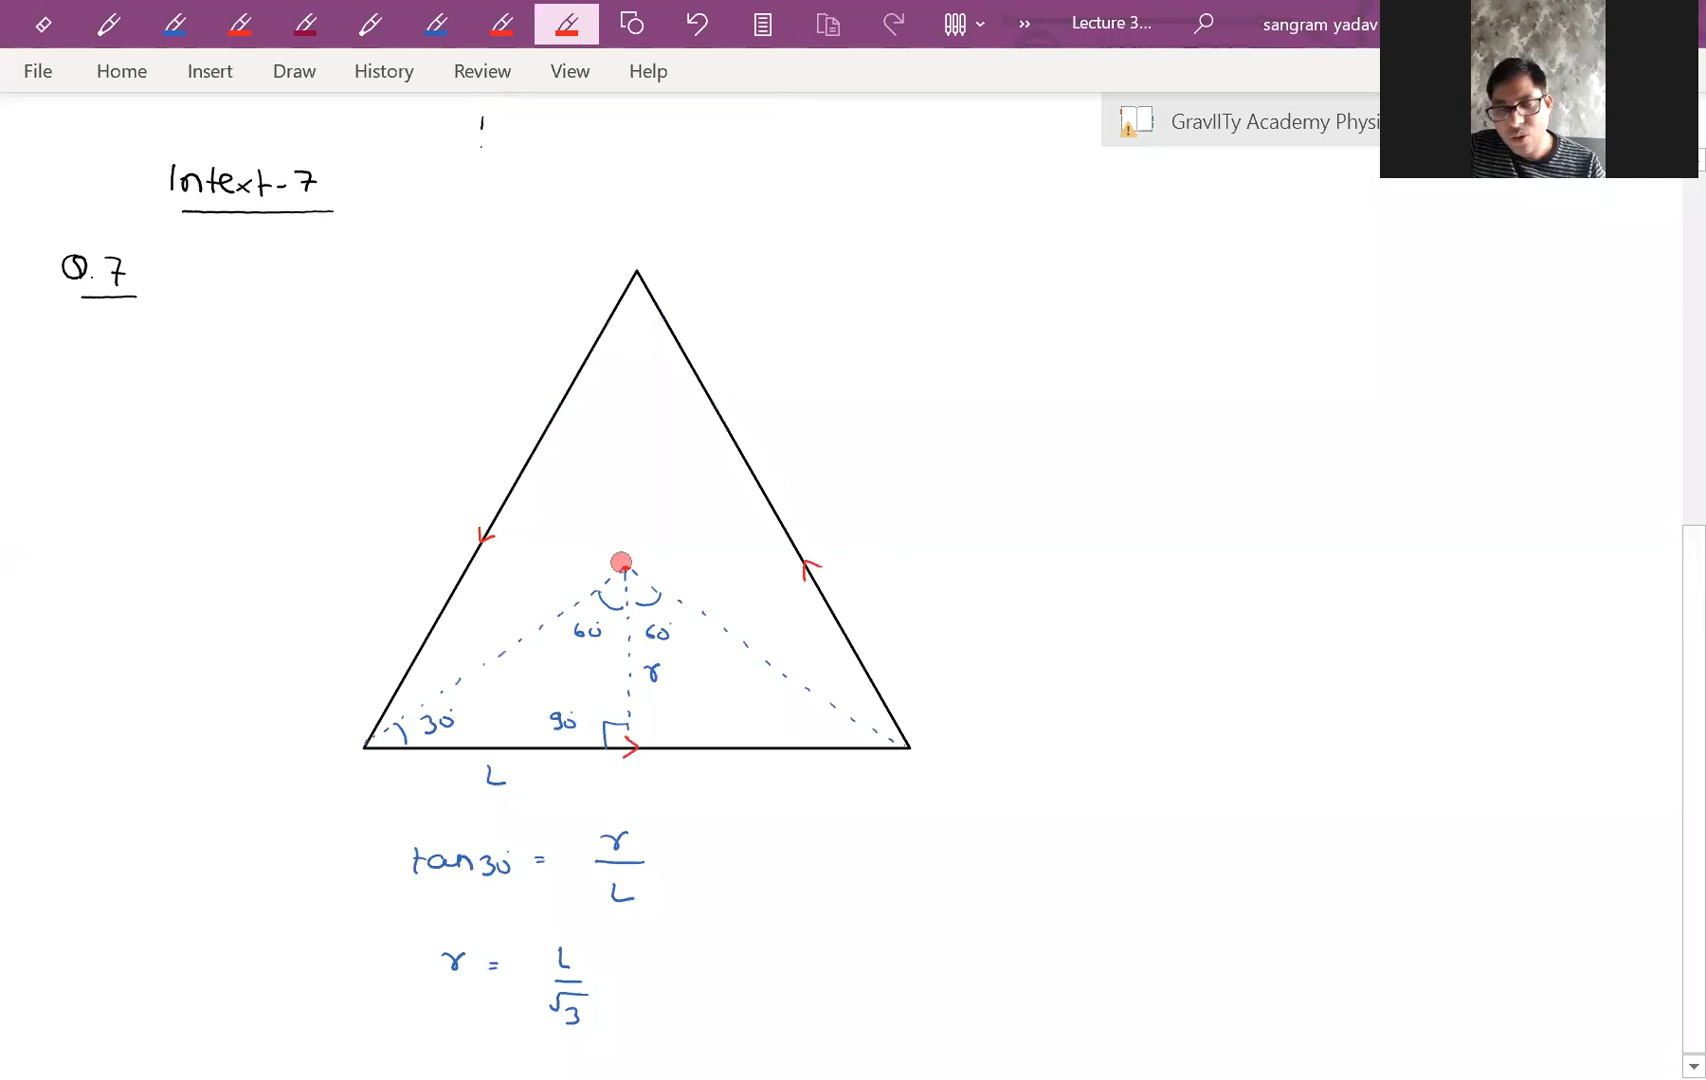 Lecture 3...
sangram yadav
File Home Insert Draw History Review View Help
GravIITy Academy Physi
Intext-7
Q.7
60° 60°
r
30° 90°
L
tan30° = r/L
r = L/√3